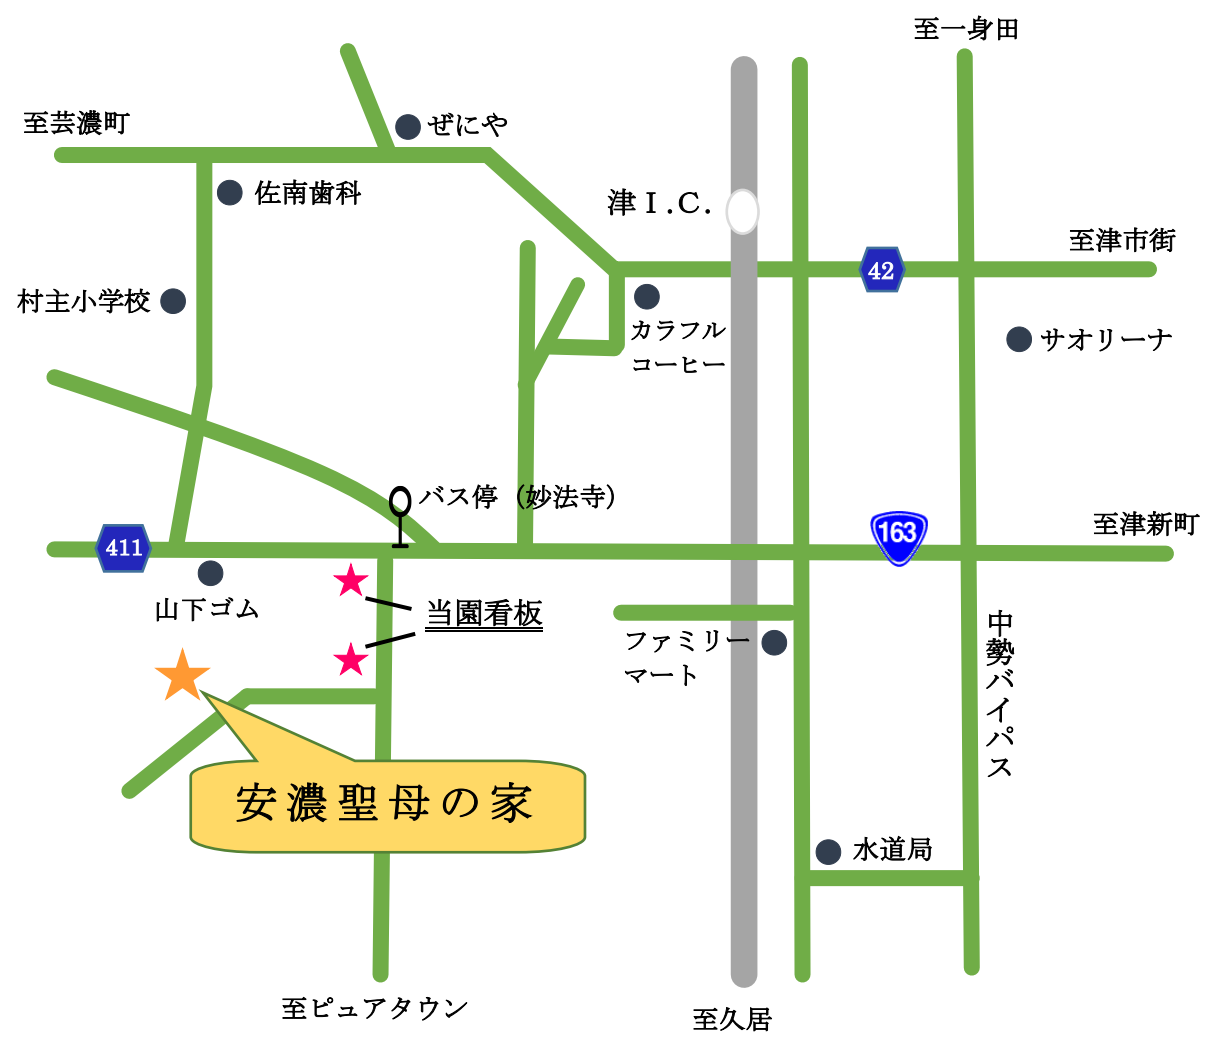 至一身田
至芸濃町
ぜにや
佐南歯科
津I.C.
至津市街
42
村主小学校
カラフル
コーヒー
サオリーナ
バス停（妙法寺）
163
至津新町
411
山下ゴム
当園看板
ファミリー
マート
中勢バイパス
安濃聖母の家
水道局
至ピュアタウン
至久居